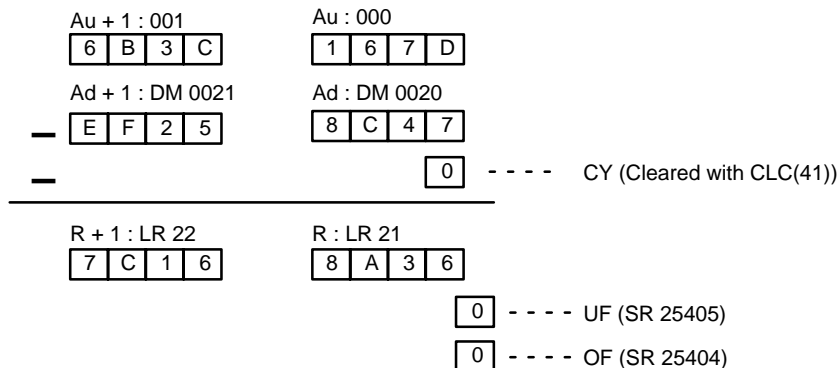 Au + 1 : 001 Au : 000
6 B 3 C 1 6 7 D
Ad + 1 : DM 0021 Ad : DM 0020
– E F 2 5 8 C 4 7
– 0 - - - - CY (Cleared with CLC(41))
R + 1 : LR 22 R : LR 21
7 C 1 6 8 A 3 6
0 - - - - UF (SR 25405)
0 - - - - OF (SR 25404)